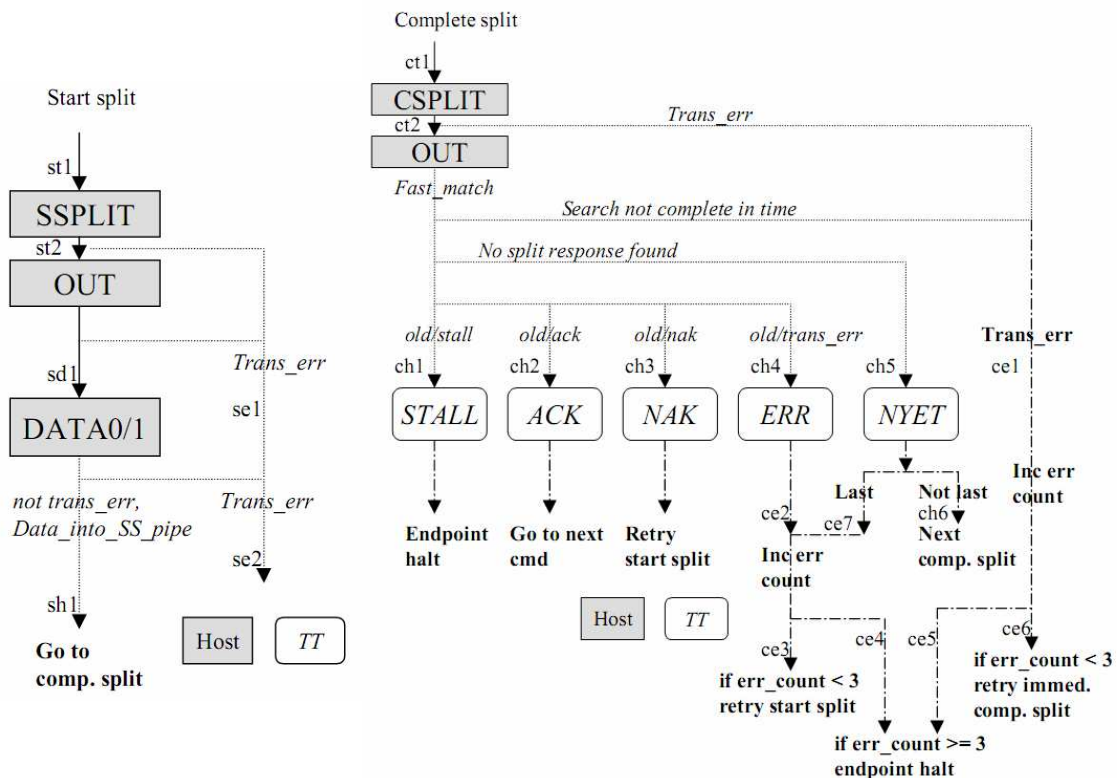 Start split
st1
SSPLIT
st2
OUT
Trans_err
sd1
se1
DATA0/1
not trans_err,
Data_into_SS_pipe
Trans_err
se2
sh1
Go to
comp. split
Host
TT
Complete split
ct1
CSPLIT
Trans_err
ct2
OUT
Fast_match
Search not complete in time
No split response found
old/stall
old/ack
old/nak
old/trans_err
Trans_err
ch1
ch2
ch3
ch4
ch5
ce1
STALL
ACK
NAK
ERR
NYET
Inc err
count
Last
Not last
ce2
ce7
ch6
Endpoint
halt
Go to next
cmd
Retry
start split
Inc err
count
Next
comp. split
Host
TT
ce3
ce4
ce5
ce6
if err_count < 3
retry start split
if err_count < 3
retry immed.
comp. split
if err_count >= 3
endpoint halt